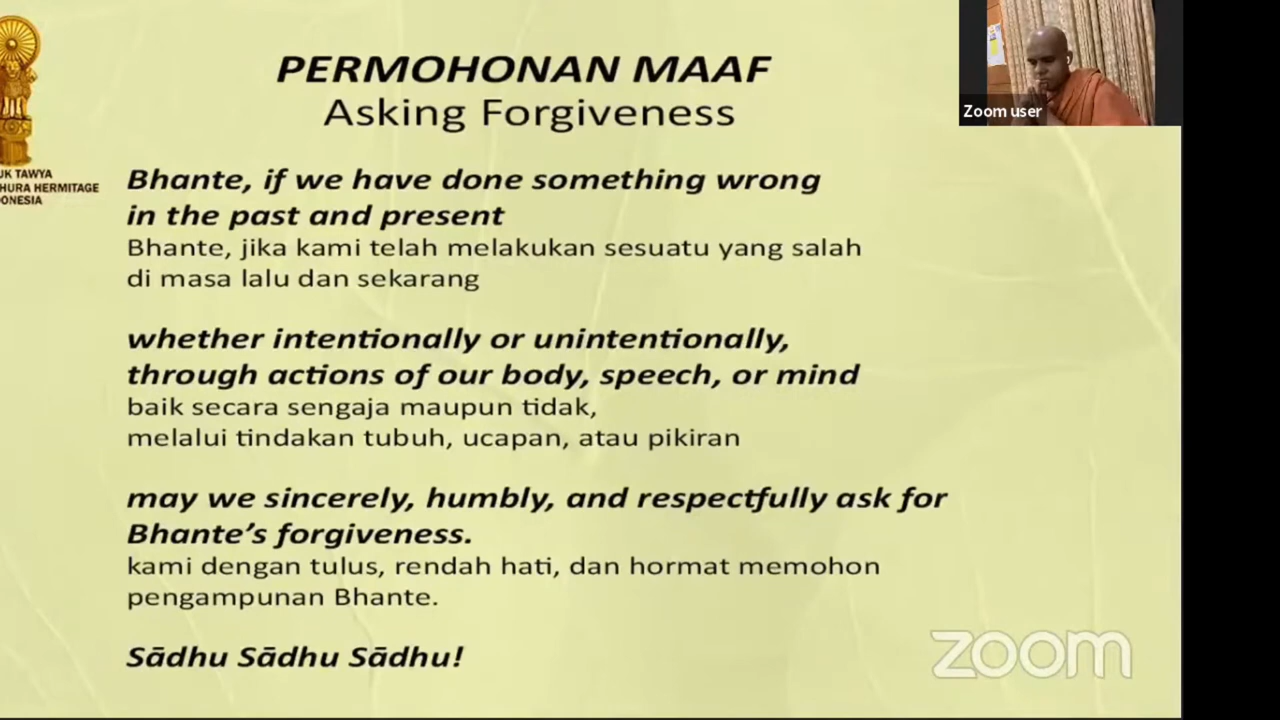 PERMOHONAN MAAF
Asking Forgiveness
Zoom user
UK TAWYA
HURA HERMITAGE
ONESIA
Bhante, if we have done something wrong
in the past and present
Bhante, jika kami telah melakukan sesuatu yang salah
di masa lalu dan sekarang
whether intentionally or unintentionally,
through actions of our body, speech, or mind
baik secara sengaja maupun tidak,
melalui tindakan tubuh, ucapan, atau pikiran
may we sincerely, humbly, and respectfully ask for
Bhante’s forgiveness.
kami dengan tulus, rendah hati, dan hormat memohon
pengampunan Bhante.
Sādhu Sādhu Sādhu!
zoom